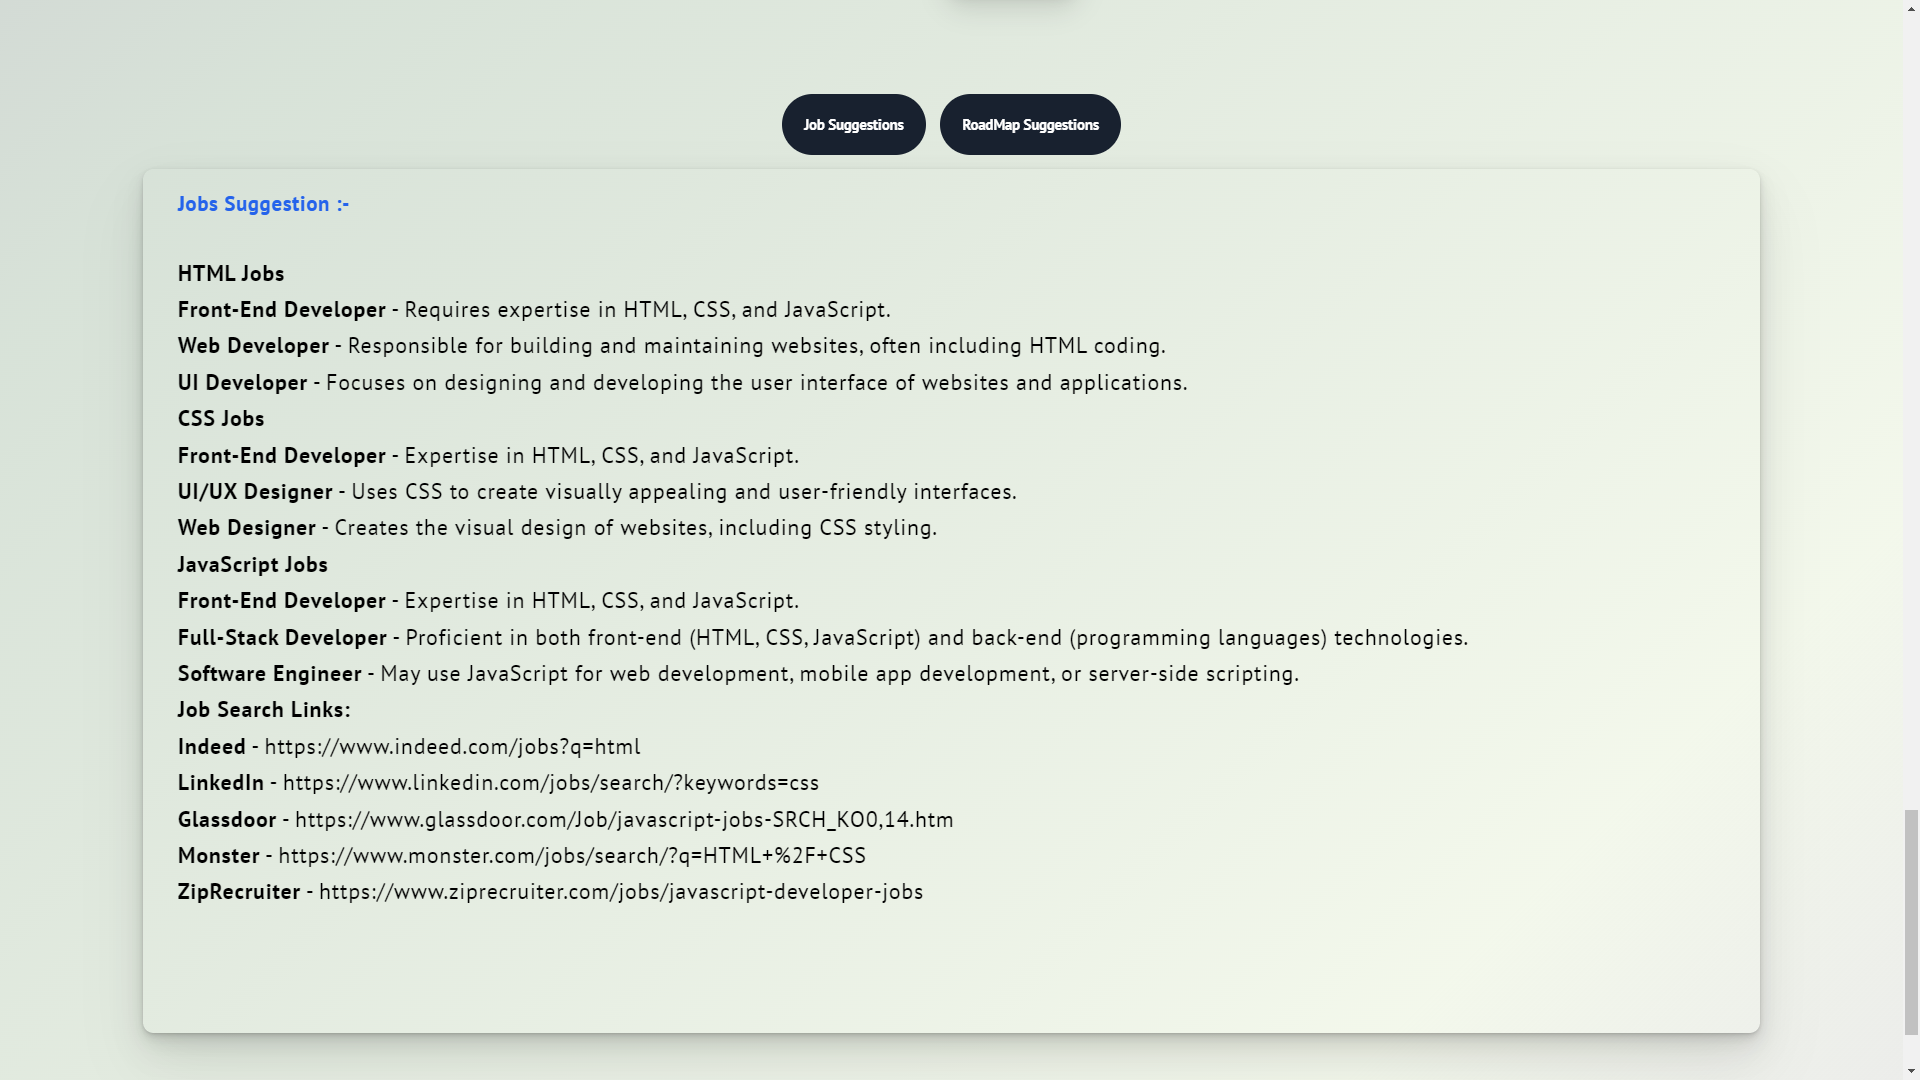 Job Suggestions
RoadMap Suggestions
Jobs Suggestion :-
HTML Jobs
Front-End Developer - Requires expertise in HTML, CSS, and JavaScript.
Web Developer - Responsible for building and maintaining websites, often including HTML coding.
UI Developer - Focuses on designing and developing the user interface of websites and applications.
CSS Jobs
Front-End Developer - Expertise in HTML, CSS, and JavaScript.
UI/UX Designer - Uses CSS to create visually appealing and user-friendly interfaces.
Web Designer - Creates the visual design of websites, including CSS styling.
JavaScript Jobs
Front-End Developer - Expertise in HTML, CSS, and JavaScript.
Full-Stack Developer - Proficient in both front-end (HTML, CSS, JavaScript) and back-end (programming languages) technologies.
Software Engineer - May use JavaScript for web development, mobile app development, or server-side scripting.
Job Search Links:
Indeed - https://www.indeed.com/jobs?q=html
LinkedIn - https://www.linkedin.com/jobs/search/?keywords=css
Glassdoor - https://www.glassdoor.com/Job/javascript-jobs-SRCH_KO0,14.htm
Monster - https://www.monster.com/jobs/search/?q=HTML+%2F+CSS
ZipRecruiter - https://www.ziprecruiter.com/jobs/javascript-developer-jobs